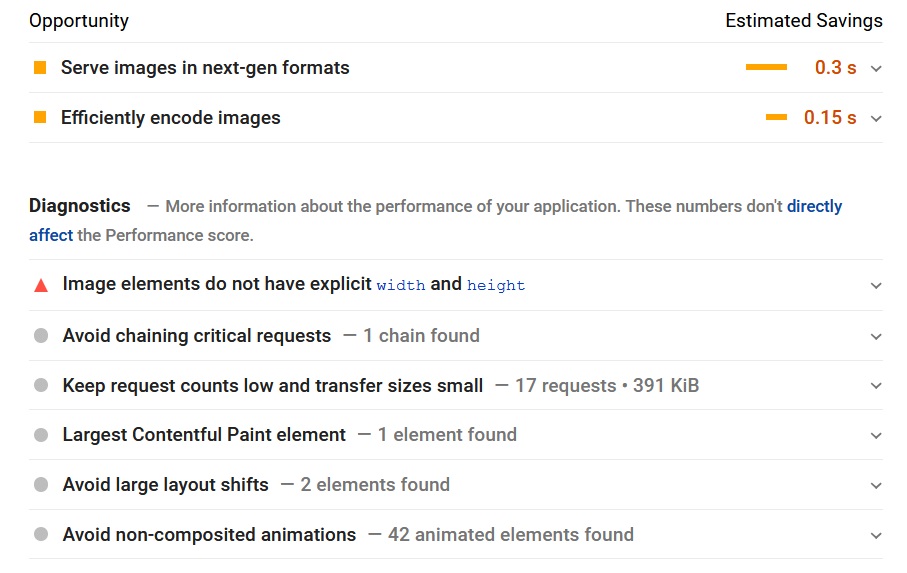 Opportunity Estimated Savings
Serve images in next-gen formats 0.3 s
Efficiently encode images 0.15 s
Diagnostics — More information about the performance of your application. These numbers don't directly
affect the Performance score.
Image elements do not have explicit width and height
Avoid chaining critical requests — 1 chain found
Keep request counts low and transfer sizes small — 17 requests • 391 KiB
Largest Contentful Paint element — 1 element found
Avoid large layout shifts — 2 elements found
Avoid non-composited animations — 42 animated elements found